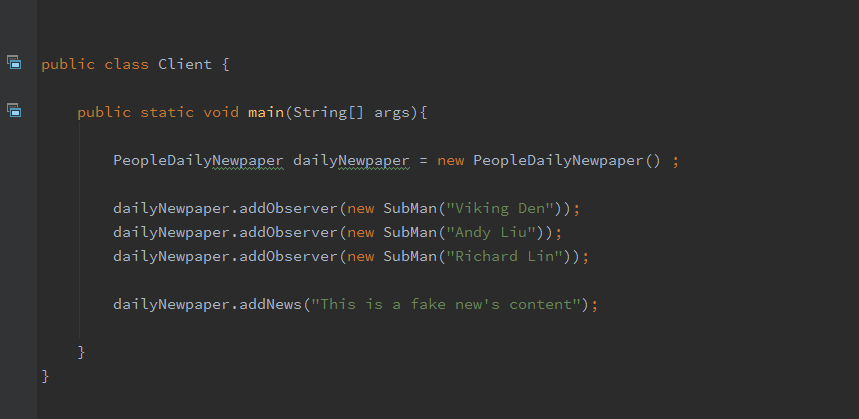 public class Client {
public static void main(String[] args){
PeopleDailyNewpaper dailyNewpaper = new PeopleDailyNewpaper() ;
dailyNewpaper.addObserver(new SubMan("Viking Den"));
dailyNewpaper.addObserver(new SubMan("Andy Liu"));
dailyNewpaper.addObserver(new SubMan("Richard Lin"));
dailyNewpaper.addNews("This is a fake new's content");
}
}